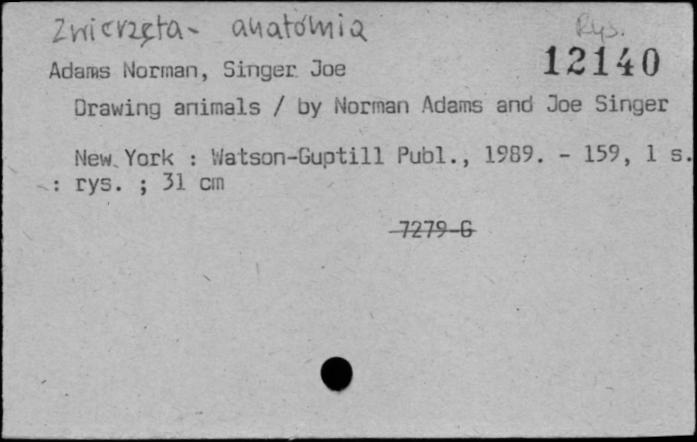 Zwierzęta - anatomia
Rys.
12140
Adams Norman, Singer Joe
Drawing animals / by Norman Adams and Joe Singer
New York : Watson-Guptill Publ., 1989. - 159, 1 s.
: rys. ; 31 cm
7279-G